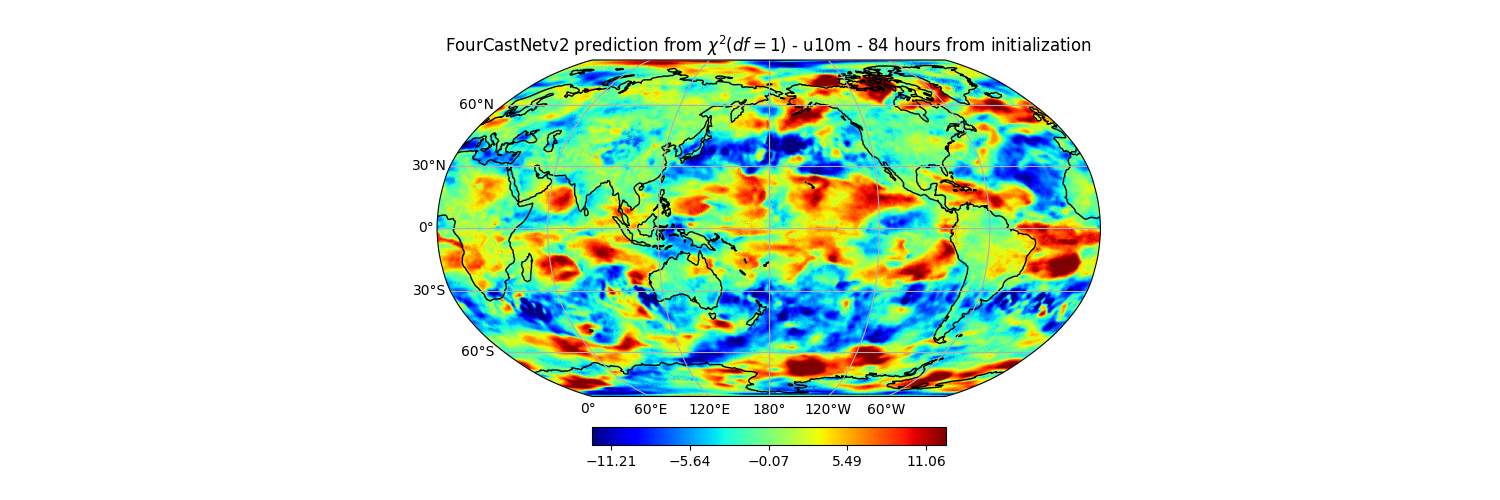 FourCastNetv2 prediction from χ²(df = 1) - u10m - 84 hours from initialization
60°N
30°N
0°
30°S
60°S
0° 60°E 120°E 180° 120°W 60°W
−11.21 −5.64 −0.07 5.49 11.06